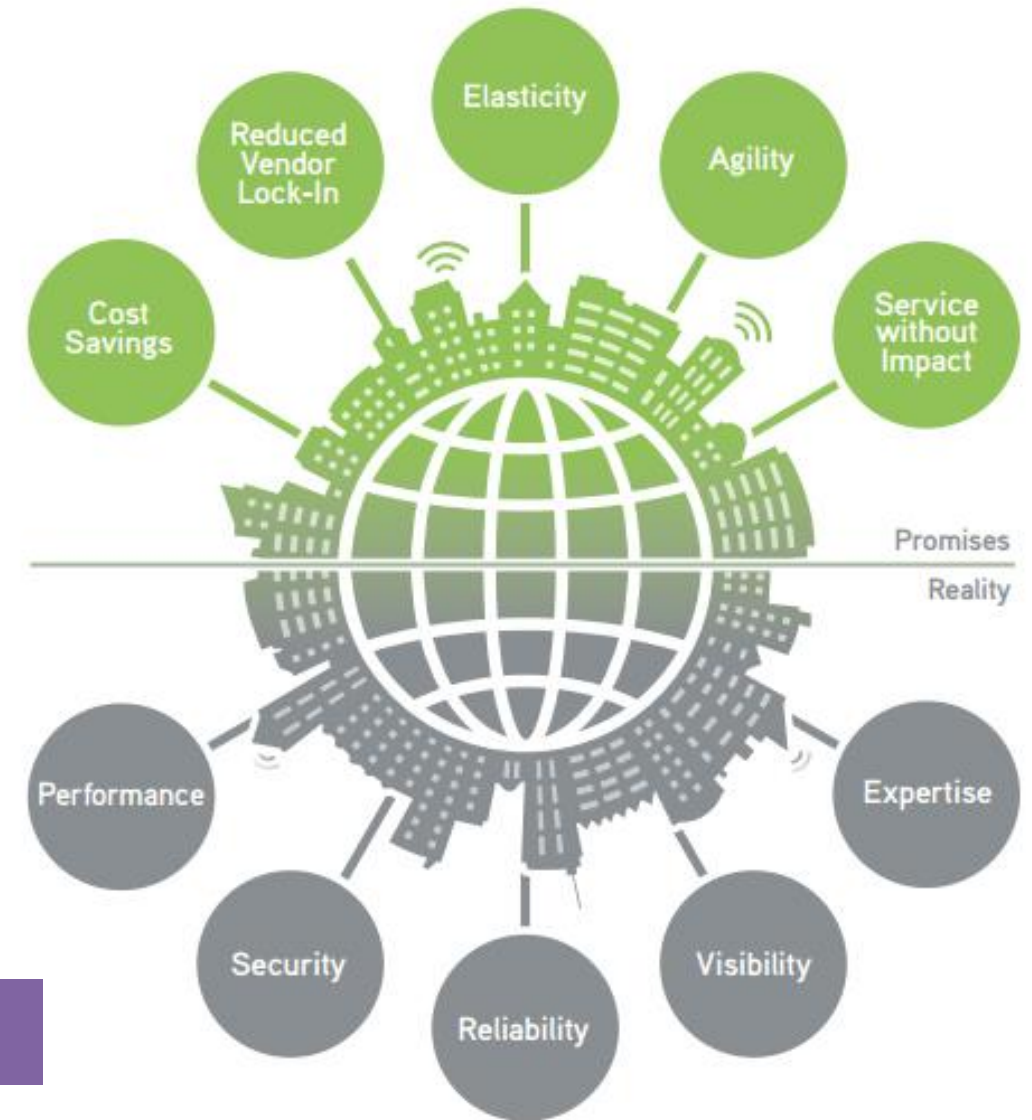 Elasticity
Reduced
Vendor
Lock-In
Agility
Cost
Savings
Service
without
Impact
Promises
Reality
Performance
Expertise
Security
Visibility
Reliability